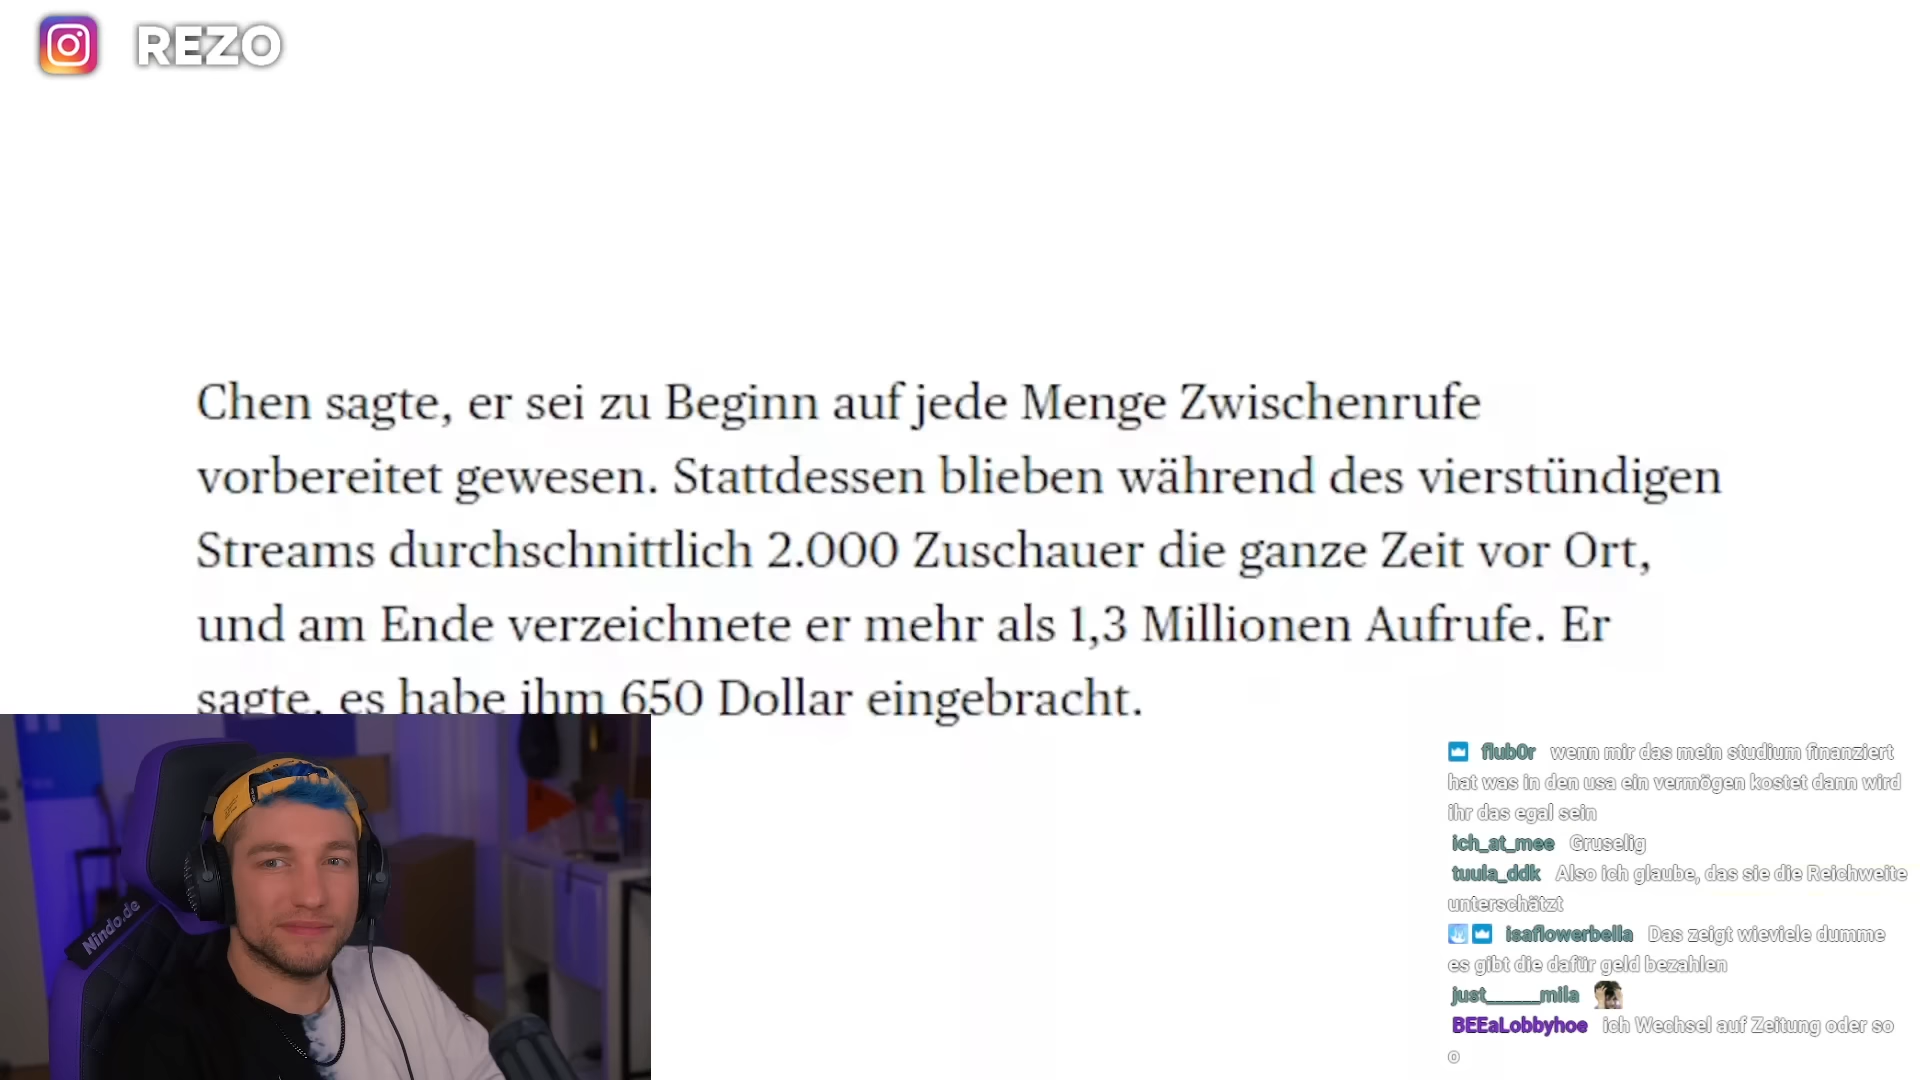 REZO
Chen sagte, er sei zu Beginn auf jede Menge Zwischenrufe
vorbereitet gewesen. Stattdessen blieben während des vierstündigen
Streams durchschnittlich 2.000 Zuschauer die ganze Zeit vor Ort,
und am Ende verzeichnete er mehr als 1,3 Millionen Aufrufe. Er
sagte, es habe ihm 650 Dollar eingebracht.
Nindo.de
flub0r wenn mir das mein studium finanziert
hat was in den usa ein vermögen kostet dann wird
ihr das egal sein
ich_at_mee Gruselig
tuula_ddk Also ich glaube, das sie die Reichweite
unterschätzt
isaflowerbella Das zeigt wieviele dumme
es gibt die dafür geld bezahlen
just______mila
BEEaLobbyhoe ich Wechsel auf Zeitung oder so
o